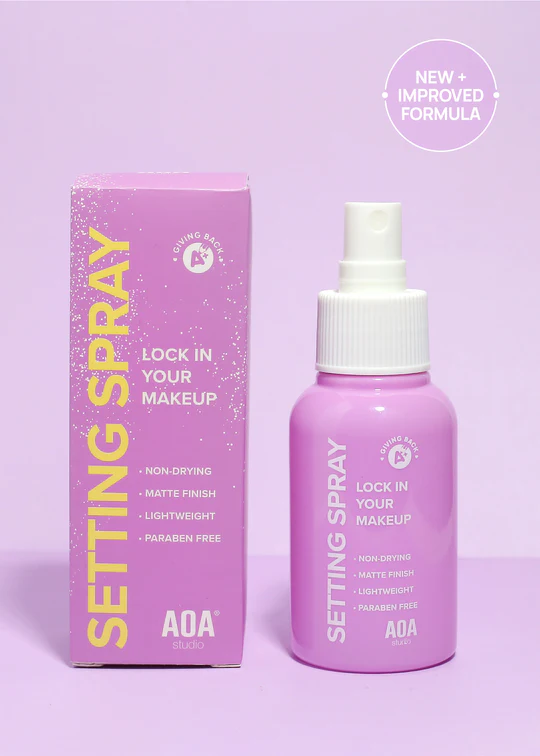 NEW +
IMPROVED
FORMULA
SETTING SPRAY
GIVING BACK
A+
LOCK IN
YOUR
MAKEUP
• NON-DRYING
• MATTE FINISH
• LIGHTWEIGHT
• PARABEN FREE
AOA®
studio
SETTING SPRAY
GIVING BACK
A+
LOCK IN
YOUR
MAKEUP
• NON-DRYING
• MATTE FINISH
• LIGHTWEIGHT
• PARABEN FREE
AOA
studio